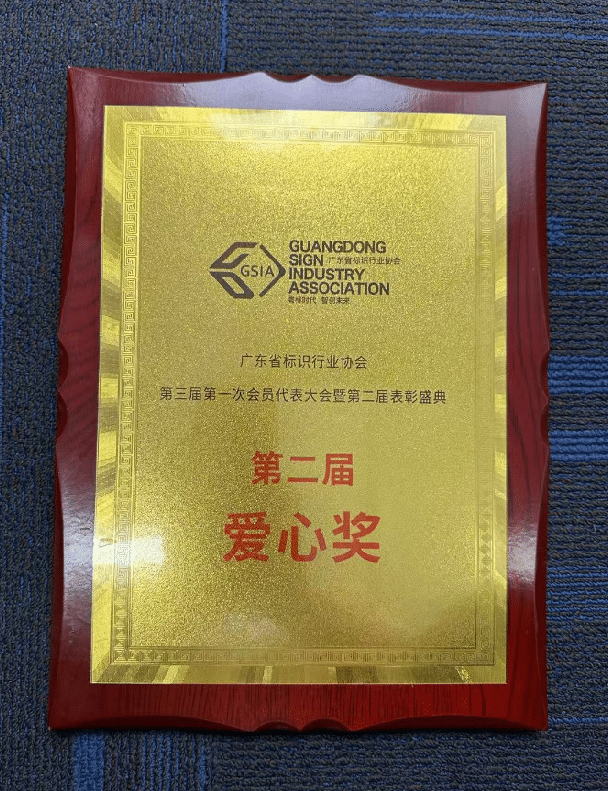 GSIA
GUANGDONG
SIGN 广东省标识行业协会
INDUSTRY
ASSOCIATION
粤标时代 智创未来
广东省标识行业协会
第三届第一次会员代表大会暨第二届表彰盛典
第二届
爱心奖